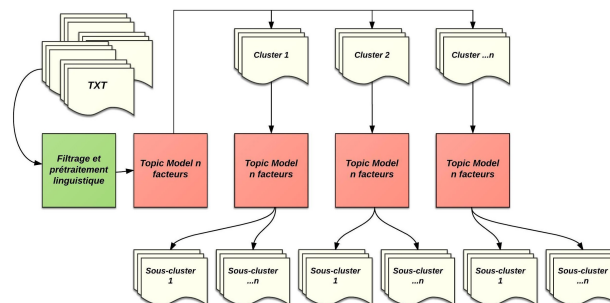 Cluster 1
Cluster 2
Cluster ...n
TXT
Filtrage et
prétraitement
linguistique
Topic Model n
facteurs
Topic Model
n facteurs
Topic Model
n facteurs
Topic Model
n facteurs
Sous-cluster
1
Sous-cluster
...n
Sous-cluster
1
Sous-cluster
...n
Sous-cluster
1
Sous-cluster
...n